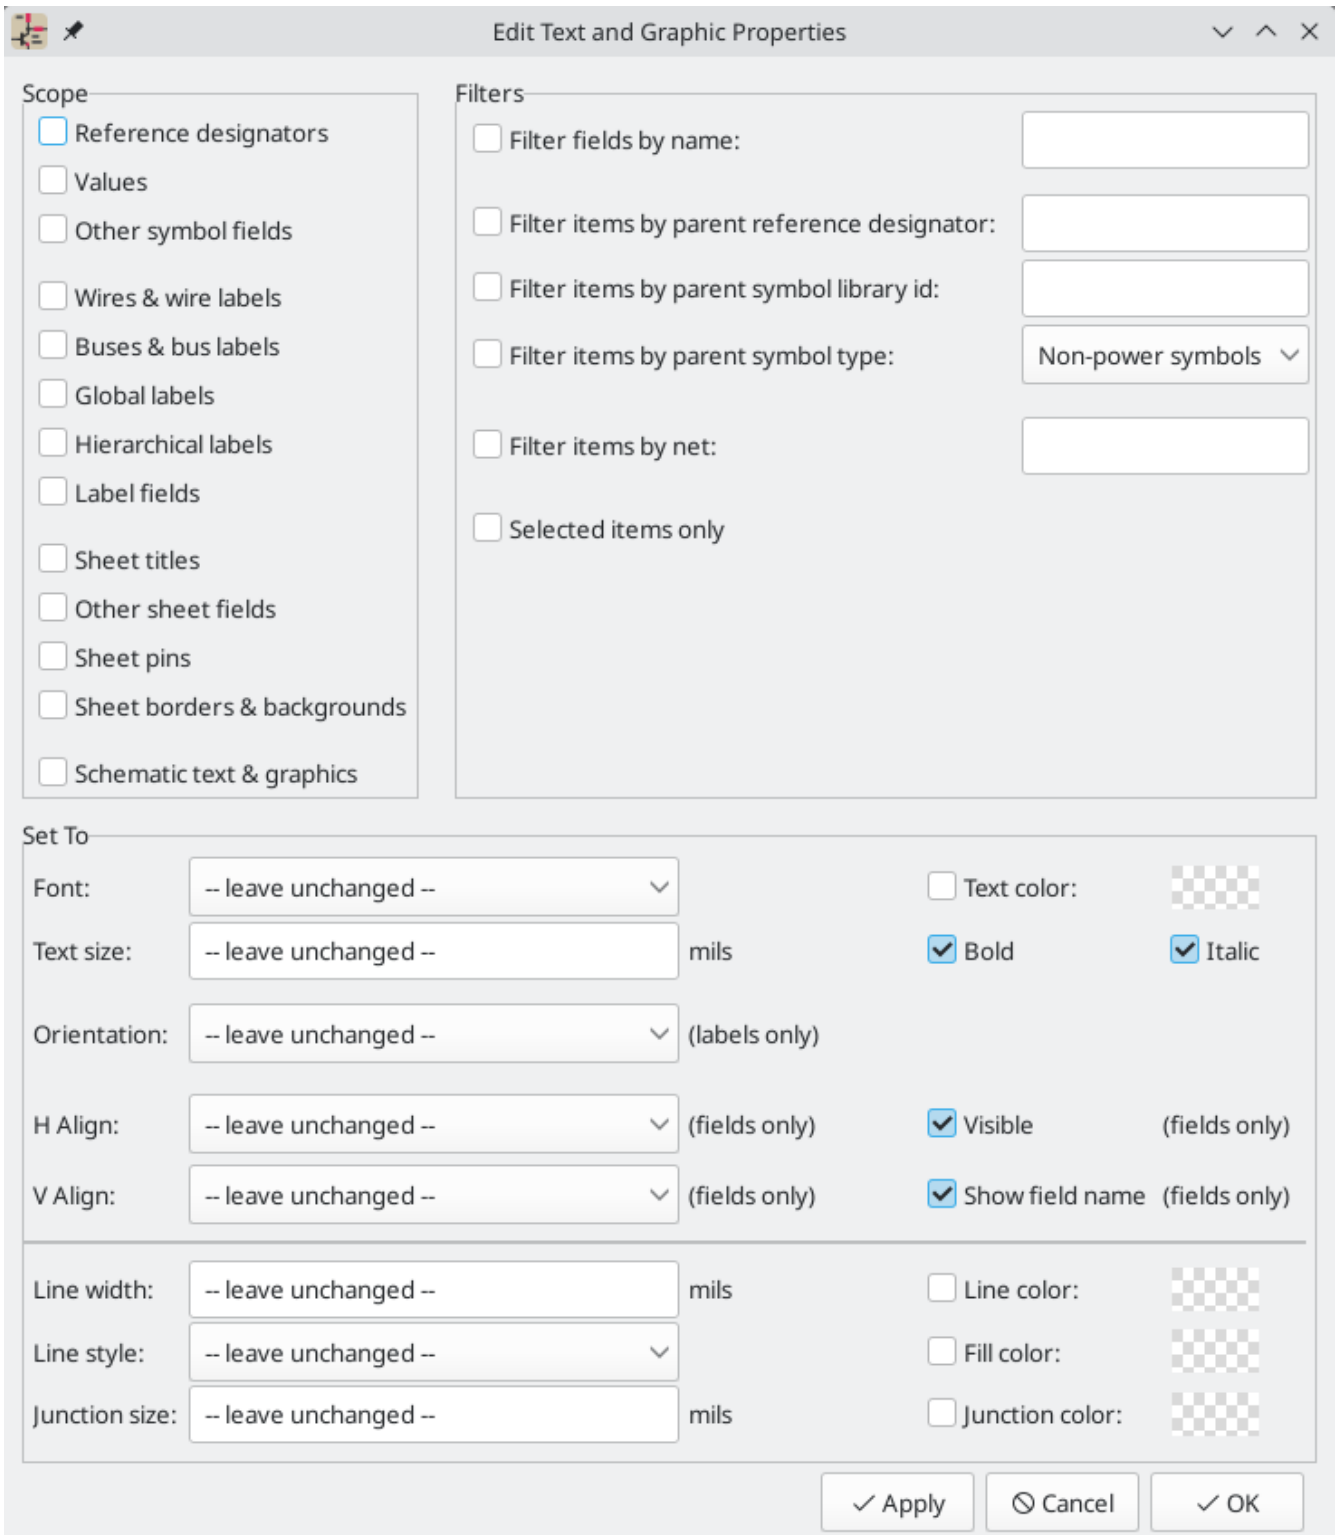 Edit Text and Graphic Properties
Scope
Reference designators
Values
Other symbol fields
Wires & wire labels
Buses & bus labels
Global labels
Hierarchical labels
Label fields
Sheet titles
Other sheet fields
Sheet pins
Sheet borders & backgrounds
Schematic text & graphics
Filters
Filter fields by name:
Filter items by parent reference designator:
Filter items by parent symbol library id:
Filter items by parent symbol type: Non-power symbols
Filter items by net:
Selected items only
Set To
Font: -- leave unchanged -- Text color:
Text size: -- leave unchanged -- mils Bold Italic
Orientation: -- leave unchanged -- (labels only)
H Align: -- leave unchanged -- (fields only) Visible (fields only)
V Align: -- leave unchanged -- (fields only) Show field name (fields only)
Line width: -- leave unchanged -- mils Line color:
Line style: -- leave unchanged -- Fill color:
Junction size: -- leave unchanged -- mils Junction color:
Apply Cancel OK